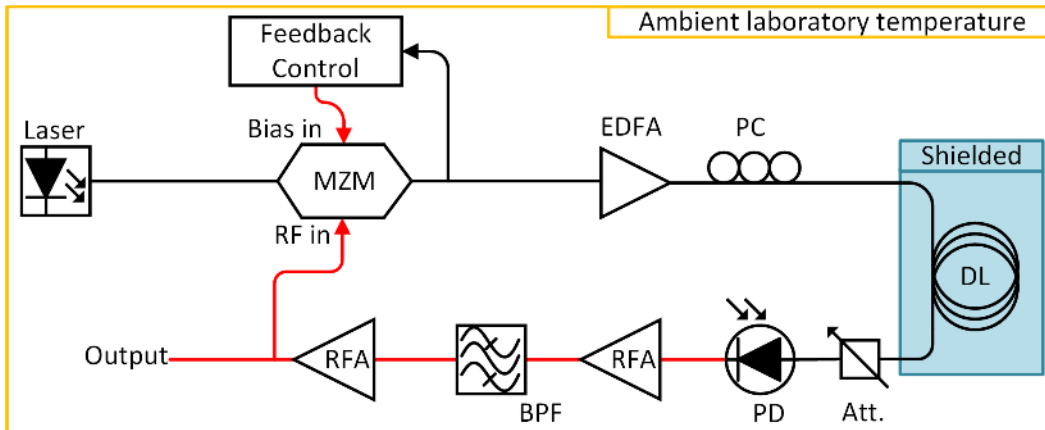 Ambient laboratory temperature
Feedback
Control
Laser
Bias in
EDFA
PC
Shielded
MZM
RF in
DL
Output
RFA
BPF
RFA
PD
Att.